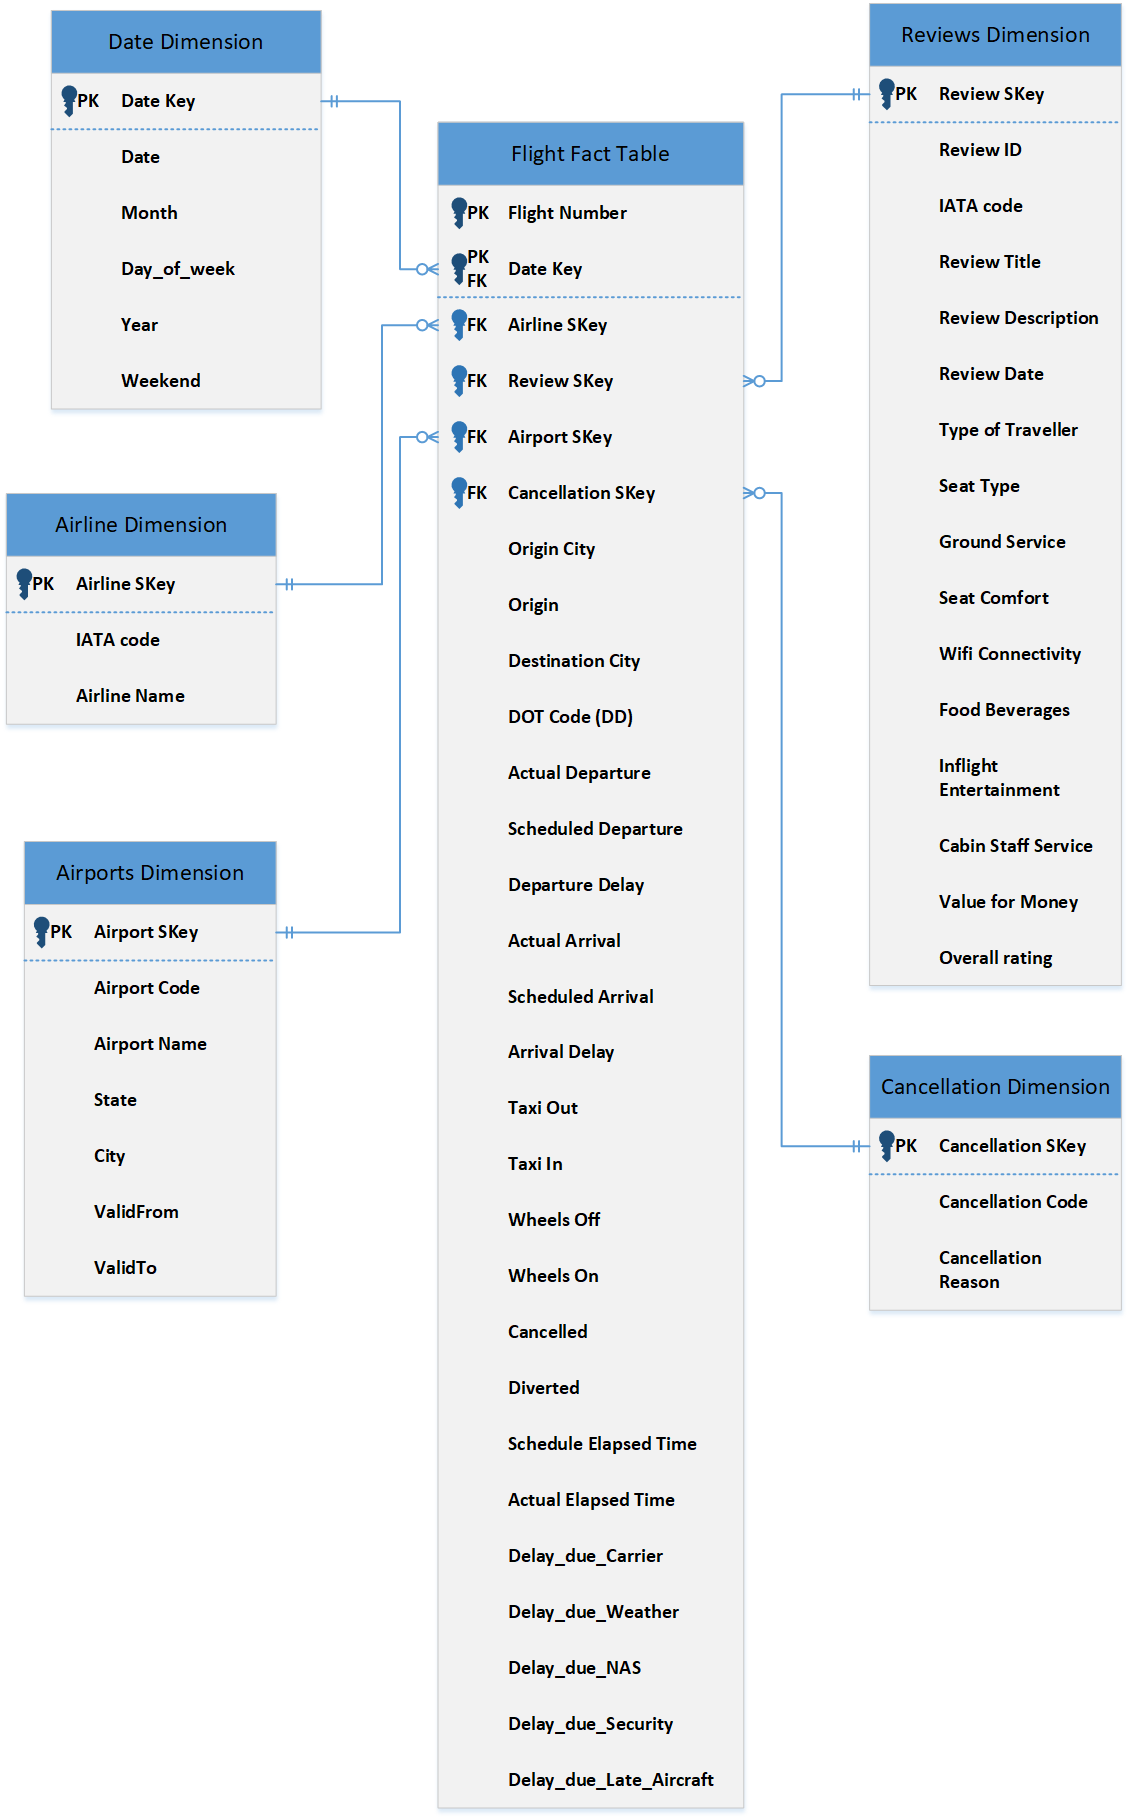 Date Dimension
PK Date Key
Date
Month
Day_of_week
Year
Weekend
Airline Dimension
PK Airline SKey
IATA code
Airline Name
Airports Dimension
PK Airport SKey
Airport Code
Airport Name
State
City
ValidFrom
ValidTo
Flight Fact Table
PK Flight Number
PK
FK Date Key
FK Airline SKey
FK Review SKey
FK Airport SKey
FK Cancellation SKey
Origin City
Origin
Destination City
DOT Code (DD)
Actual Departure
Scheduled Departure
Departure Delay
Actual Arrival
Scheduled Arrival
Arrival Delay
Taxi Out
Taxi In
Wheels Off
Wheels On
Cancelled
Diverted
Schedule Elapsed Time
Actual Elapsed Time
Delay_due_Carrier
Delay_due_Weather
Delay_due_NAS
Delay_due_Security
Delay_due_Late_Aircraft
Reviews Dimension
PK Review SKey
Review ID
IATA code
Review Title
Review Description
Review Date
Type of Traveller
Seat Type
Ground Service
Seat Comfort
Wifi Connectivity
Food Beverages
Inflight
Entertainment
Cabin Staff Service
Value for Money
Overall rating
Cancellation Dimension
PK Cancellation SKey
Cancellation Code
Cancellation
Reason